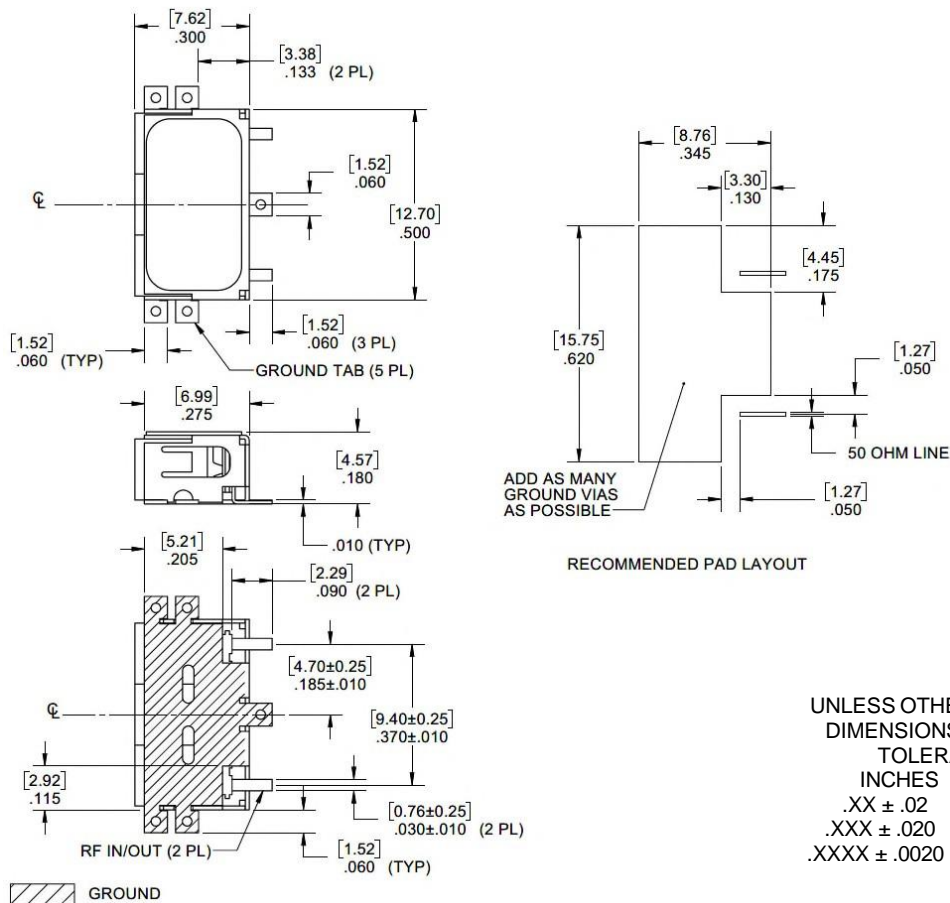 [7.62]
.300
[3.38]
.133 (2 PL)
[1.52]
.060
℄
[12.70]
.500
[1.52]
.060 (3 PL)
[1.52]
.060 (TYP)
GROUND TAB (5 PL)
[6.99]
.275
[4.57]
.180
.010 (TYP)
[5.21]
.205
[2.29]
.090 (2 PL)
[4.70±0.25]
.185±.010
℄
[9.40±0.25]
.370±.010
[2.92]
.115
[0.76±0.25]
.030±.010 (2 PL)
RF IN/OUT (2 PL)
[1.52]
.060 (TYP)
GROUND
[8.76]
.345
[3.30]
.130
[4.45]
.175
[15.75]
.620
[1.27]
.050
50 OHM LINE
ADD AS MANY
GROUND VIAS
AS POSSIBLE
[1.27]
.050
RECOMMENDED PAD LAYOUT
UNLESS OTHE
DIMENSIONS
TOLERA
INCHES
.XX ± .02
.XXX ± .020
.XXXX ± .0020